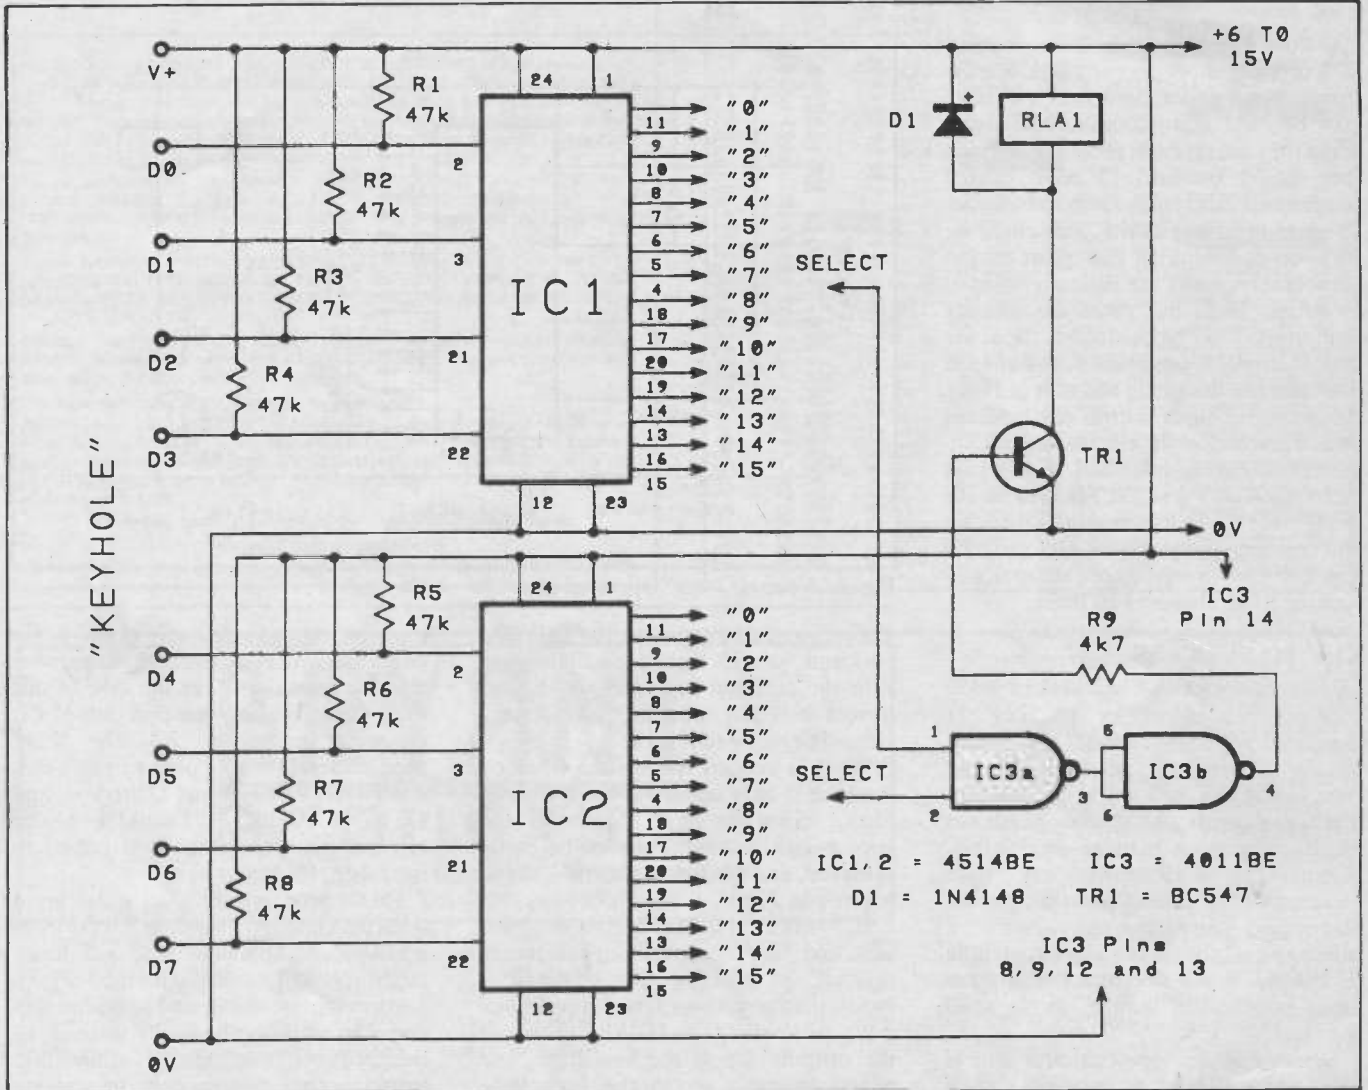 +6 TO
15V
V+
24
1
R1
47k
D1
+
RLA1
D0
2
R2
47k
D1
3
R3
47k
D2
21
R4
47k
D3
22
IC1
"0"
11
"1"
9
"2"
10
"3"
8
"4"
7
"5"
6
"6"
5
"7"
4
"8"
18
"9"
17
"10"
20
"11"
19
"12"
14
"13"
13
"14"
16
"15"
15
12
23
SELECT
TR1
0V
IC3
Pin 14
"KEYHOLE"
24
1
R5
47k
D4
2
R6
47k
D5
3
R7
47k
D6
21
R8
47k
D7
22
IC2
"0"
11
"1"
9
"2"
10
"3"
8
"4"
7
"5"
6
"6"
5
"7"
4
"8"
18
"9"
17
"10"
20
"11"
19
"12"
14
"13"
13
"14"
16
"15"
15
12
23
0V
R9
4k7
SELECT
1
2
IC3a
3
5
6
IC3b
4
IC1,2 = 4514BE IC3 = 4011BE
D1 = 1N4148 TR1 = BC547
IC3 Pins
8,9,12 and 13